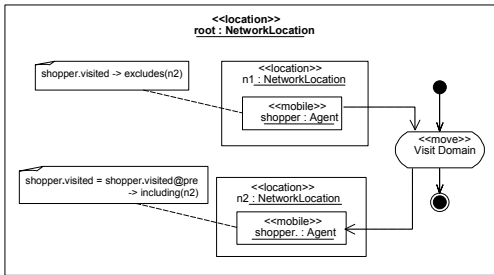 <<location>>
root : NetworkLocation
shopper.visited -> excludes(n2)
<<location>>
n1 : NetworkLocation
<<mobile>>
shopper : Agent
<<move>>
Visit Domain
shopper.visited = shopper.visited@pre
-> including(n2)
<<location>>
n2 : NetworkLocation
<<mobile>>
shopper. : Agent